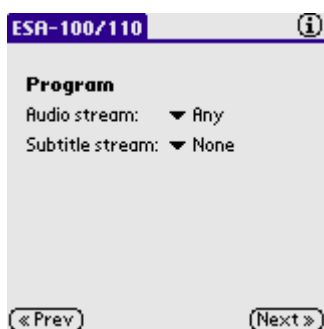 ESA-100/110 i
Program
Audio stream: Any
Subtitle stream: None
« Prev Next »